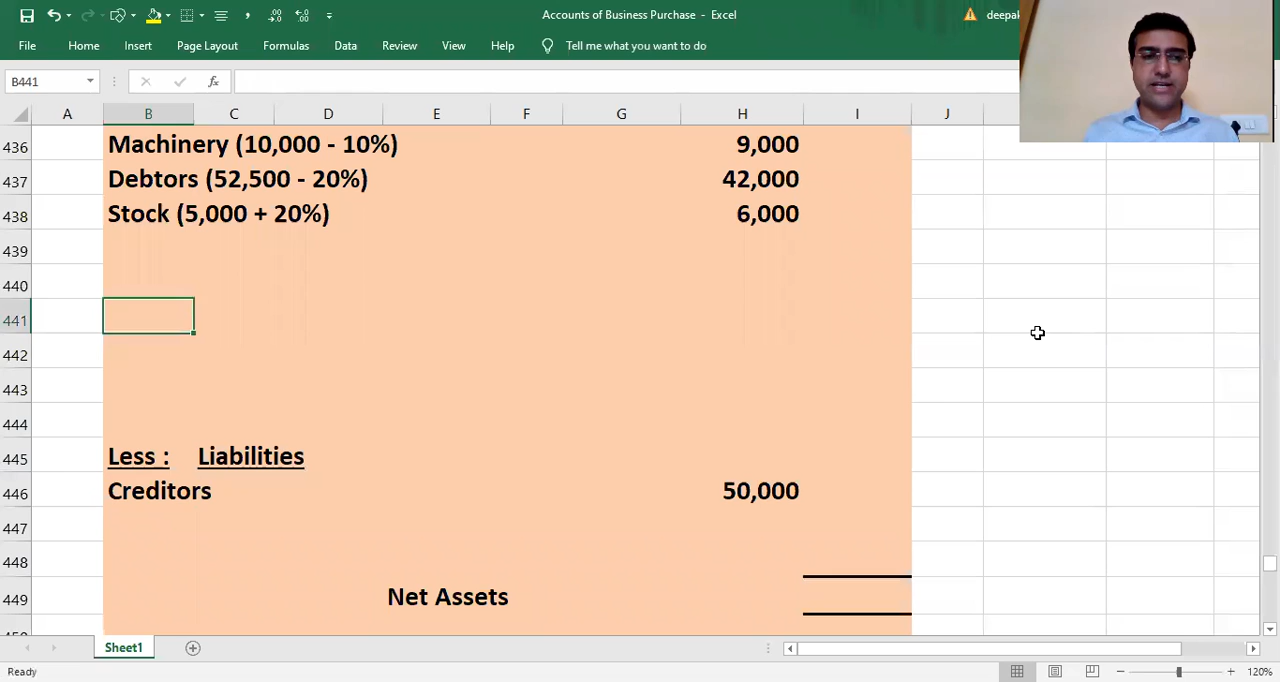 Accounts of Business Purchase - Excel
deepak
File Home Insert Page Layout Formulas Data Review View Help Tell me what you want to do
B441 fx
A B C D E F G H I J
436 Machinery (10,000 - 10%) 9,000
437 Debtors (52,500 - 20%) 42,000
438 Stock (5,000 + 20%) 6,000
439
440
441
442
443
444
445 Less : Liabilities
446 Creditors 50,000
447
448
449 Net Assets
Sheet1
Ready 120%